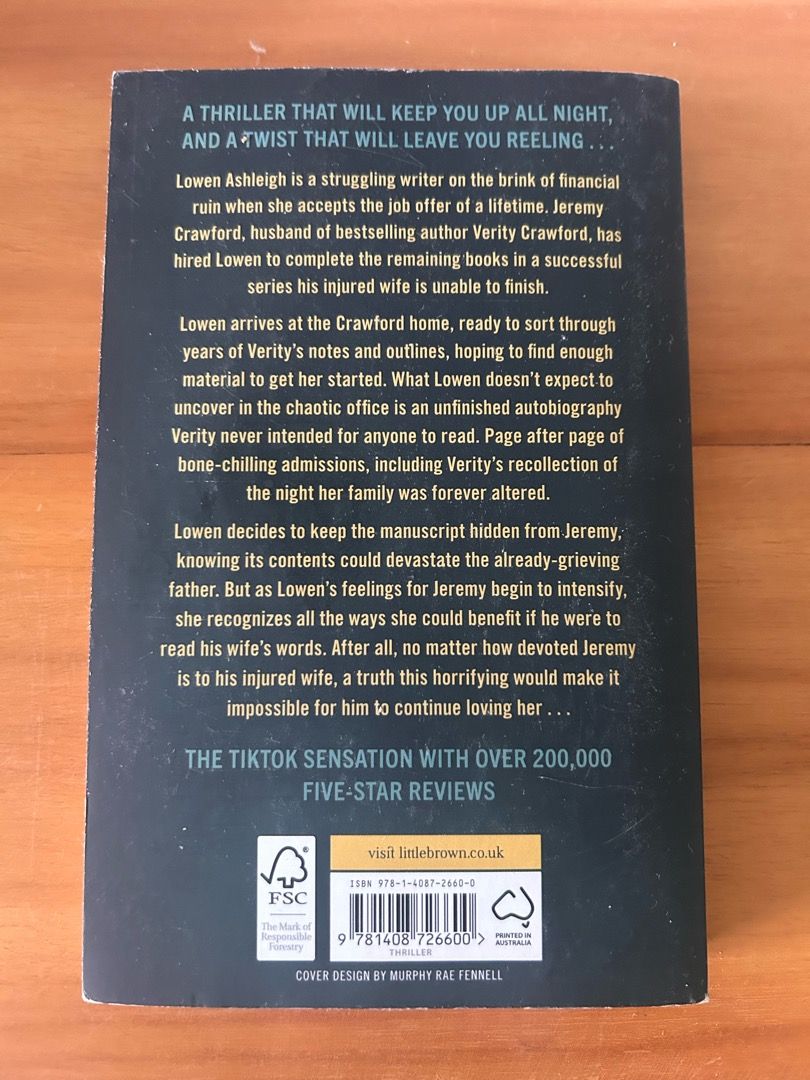 A THRILLER THAT WILL KEEP YOU UP ALL NIGHT,
AND A TWIST THAT WILL LEAVE YOU REELING . . .
Lowen Ashleigh is a struggling writer on the brink of financial
ruin when she accepts the job offer of a lifetime. Jeremy
Crawford, husband of bestselling author Verity Crawford, has
hired Lowen to complete the remaining books in a successful
series his injured wife is unable to finish.
Lowen arrives at the Crawford home, ready to sort through
years of Verity’s notes and outlines, hoping to find enough
material to get her started. What Lowen doesn’t expect to
uncover in the chaotic office is an unfinished autobiography
Verity never intended for anyone to read. Page after page of
bone-chilling admissions, including Verity’s recollection of
the night her family was forever altered.
Lowen decides to keep the manuscript hidden from Jeremy,
knowing its contents could devastate the already-grieving
father. But as Lowen’s feelings for Jeremy begin to intensify,
she recognizes all the ways she could benefit if he were to
read his wife’s words. After all, no matter how devoted Jeremy
is to his injured wife, a truth this horrifying would make it
impossible for him to continue loving her . . .
THE TIKTOK SENSATION WITH OVER 200,000
FIVE-STAR REVIEWS
®
FSC
The Mark of
Responsible
Forestry
visit littlebrown.co.uk
ISBN 978-1-4087-2660-0
9 781408 726600 >
THRILLER
PRINTED IN
AUSTRALIA
COVER DESIGN BY MURPHY RAE FENNELL